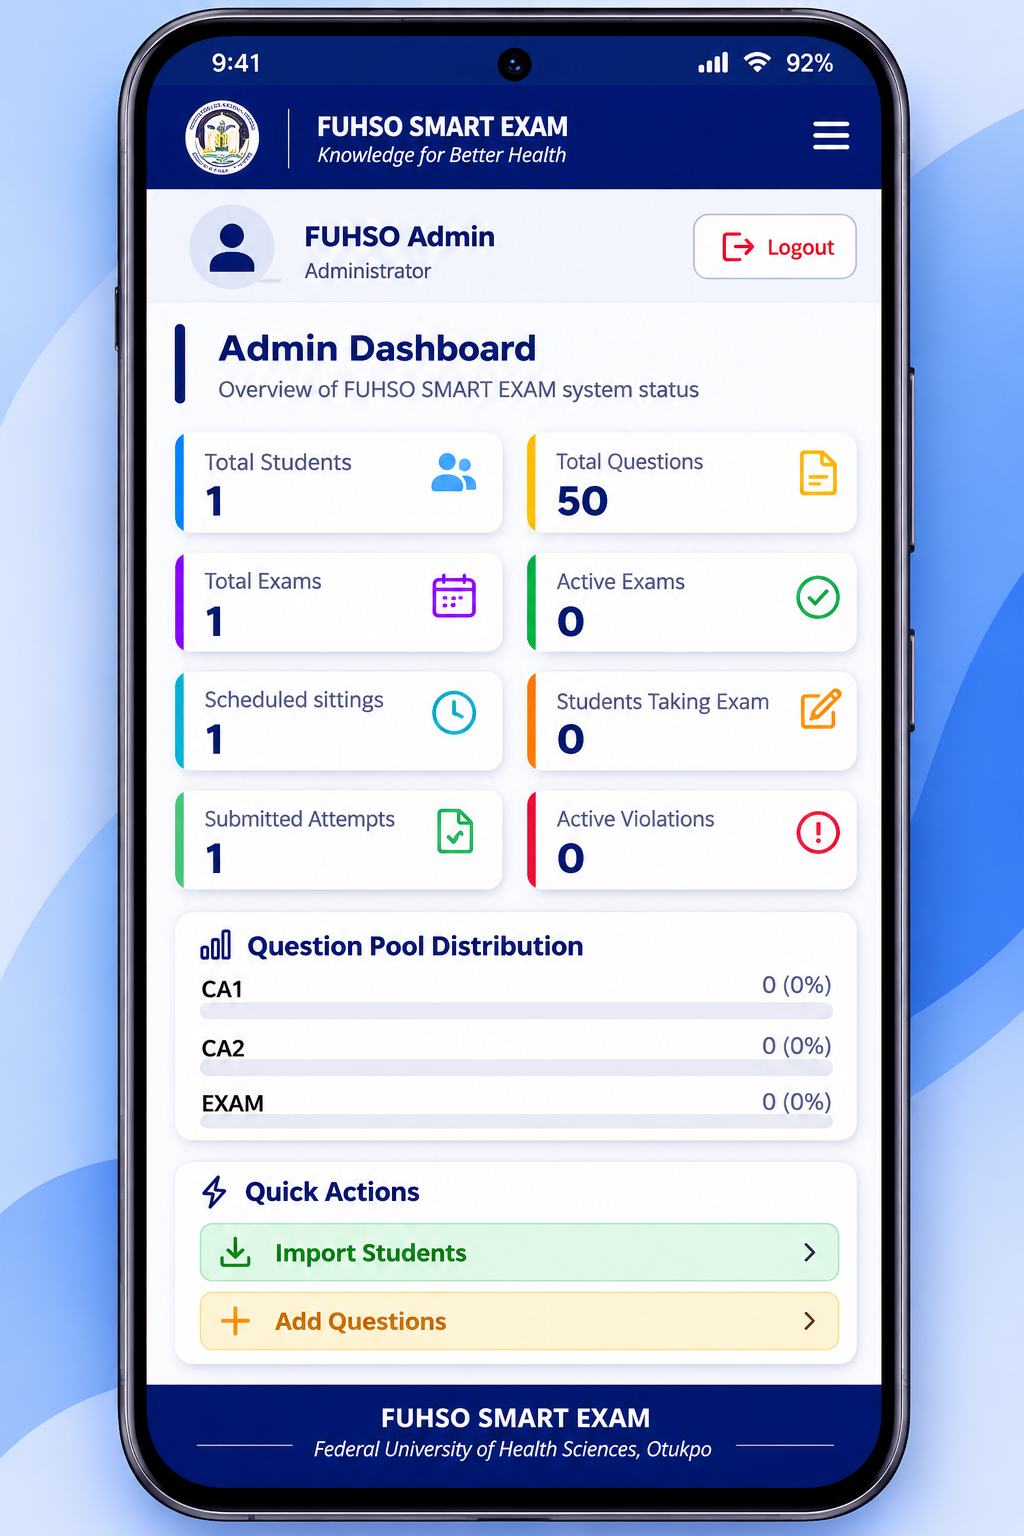 9:41
92%
FUHSO SMART EXAM
Knowledge for Better Health
FUHSO Admin
Administrator
Logout
Admin Dashboard
Overview of FUHSO SMART EXAM system status
Total Students
1
Total Questions
50
Total Exams
1
Active Exams
0
Scheduled sittings
1
Students Taking Exam
0
Submitted Attempts
1
Active Violations
0
Question Pool Distribution
CA1
0 (0%)
CA2
0 (0%)
EXAM
0 (0%)
Quick Actions
Import Students
Add Questions
FUHSO SMART EXAM
Federal University of Health Sciences, Otukpo